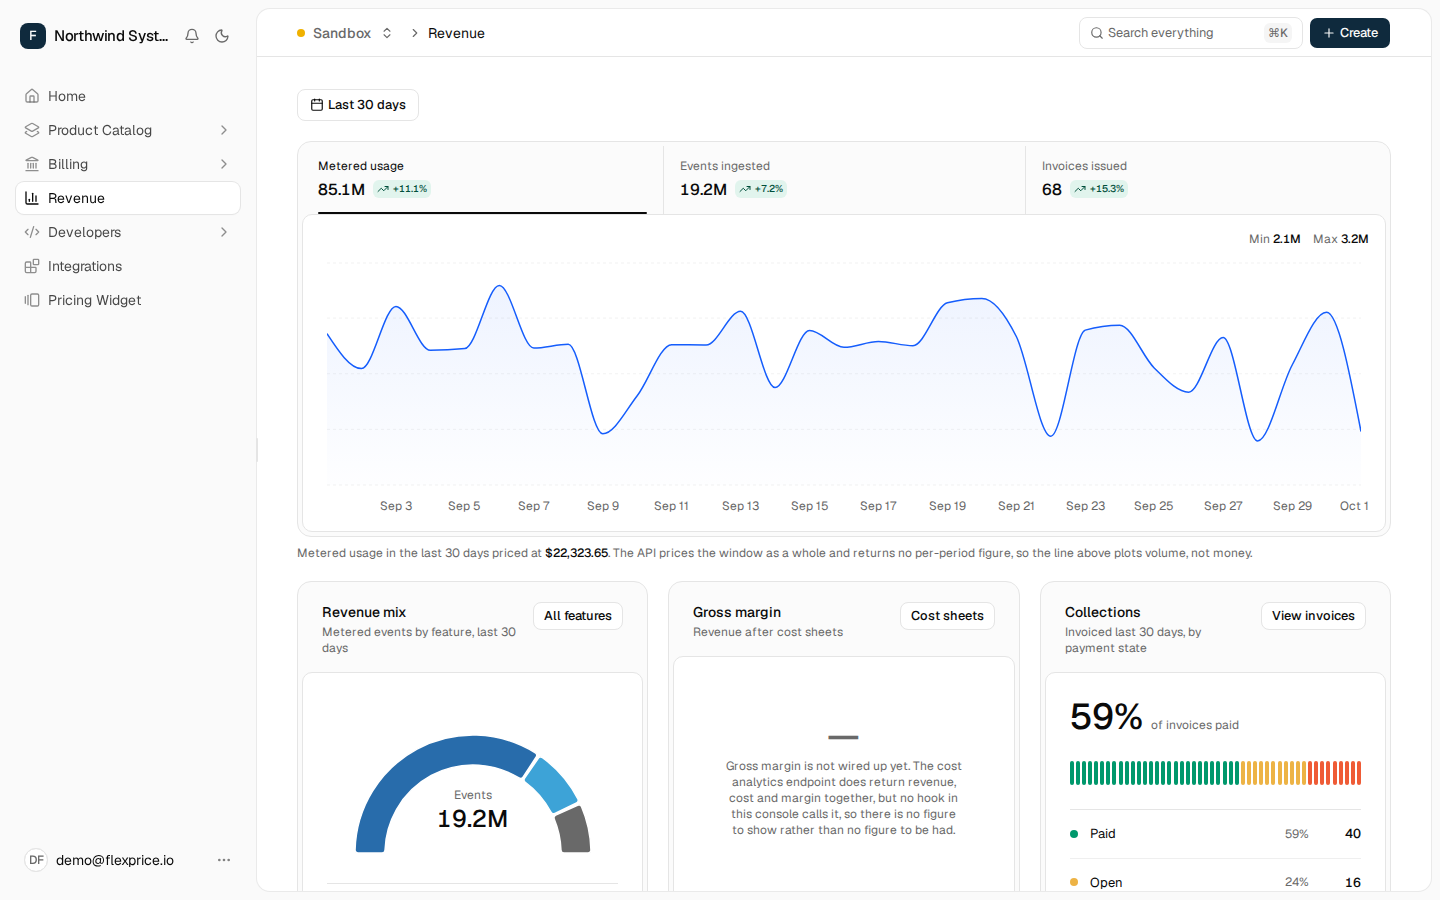 F Northwind Syst...
Home
Product Catalog
Billing
Revenue
Developers
Integrations
Pricing Widget
DF demo@flexprice.io
Sandbox Revenue
Search everything ⌘K
Create
Last 30 days
Metered usage
85.1M +11.1%
Events ingested
19.2M +7.2%
Invoices issued
68 +15.3%
Min 2.1M Max 3.2M
Sep 3 Sep 5 Sep 7 Sep 9 Sep 11 Sep 13 Sep 15 Sep 17 Sep 19 Sep 21 Sep 23 Sep 25 Sep 27 Sep 29 Oct 1
Metered usage in the last 30 days priced at $22,323.65. The API prices the window as a whole and returns no per-period figure, so the line above plots volume, not money.
Revenue mix
Metered events by feature, last 30
days
All features
Events
19.2M
Gross margin
Revenue after cost sheets
Cost sheets
—
Gross margin is not wired up yet. The cost
analytics endpoint does return revenue,
cost and margin together, but no hook in
this console calls it, so there is no figure
to show rather than no figure to be had.
Collections
Invoiced last 30 days, by
payment state
View invoices
59% of invoices paid
Paid 59% 40
Open 24% 16